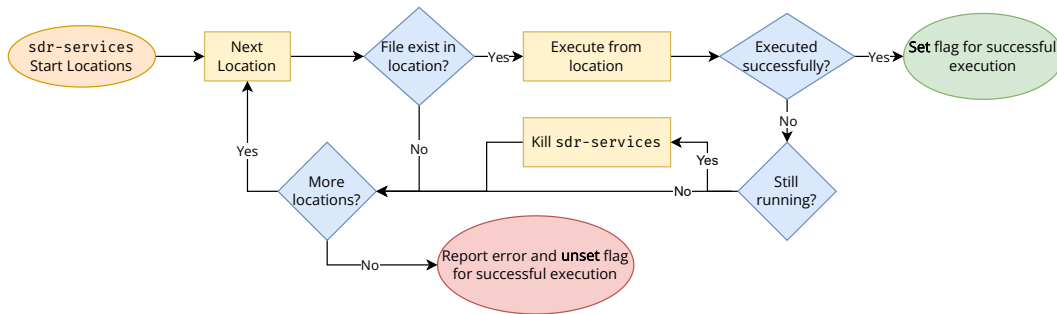 sdr-services
Start Locations
Next
Location
File exist in
location?
Yes
Execute from
location
Executed
successfully?
Yes
Set flag for successful
execution
No
No
Kill sdr-services
Yes
Yes
More
locations?
No
Still
running?
No
Report error and unset flag
for successful execution